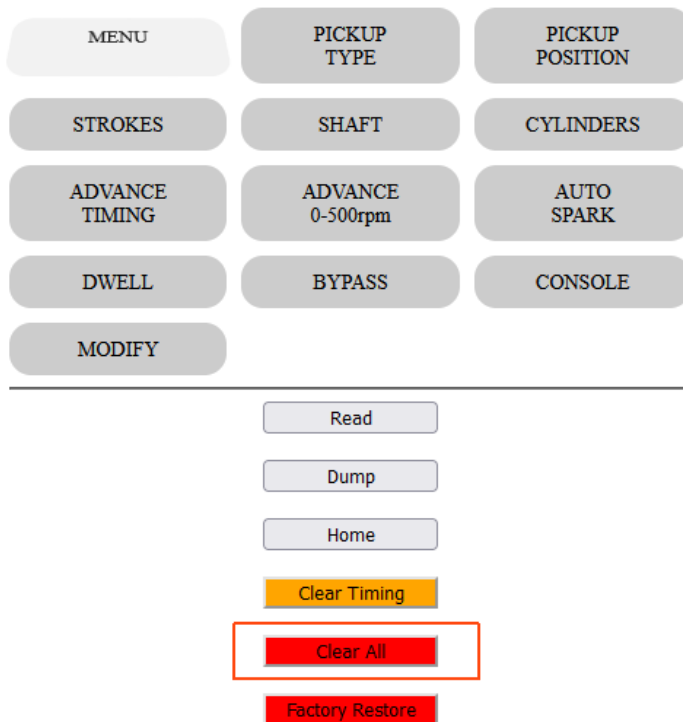 MENU
PICKUP
TYPE
PICKUP
POSITION
STROKES
SHAFT
CYLINDERS
ADVANCE
TIMING
ADVANCE
0-500rpm
AUTO
SPARK
DWELL
BYPASS
CONSOLE
MODIFY
Read
Dump
Home
Clear Timing
Clear All
Factory Restore